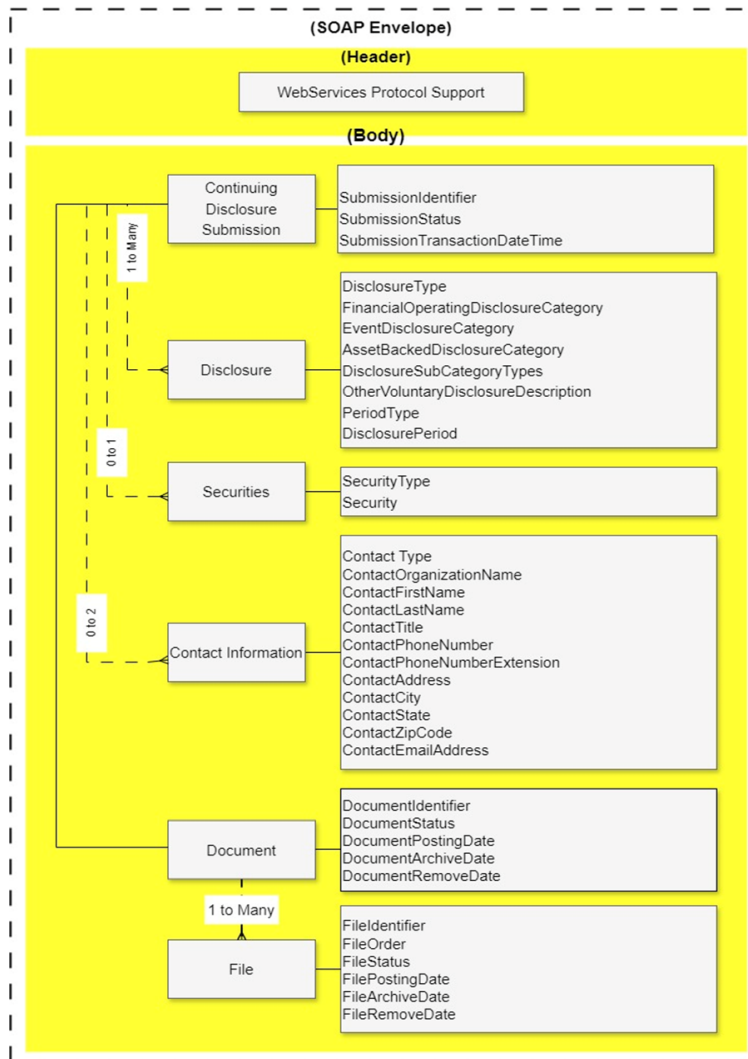 (SOAP Envelope)
(Header)
WebServices Protocol Support
(Body)
Continuing
Disclosure
Submission
SubmissionIdentifier
SubmissionStatus
SubmissionTransactionDateTime
1 to Many
Disclosure
DisclosureType
FinancialOperatingDisclosureCategory
EventDisclosureCategory
AssetBackedDisclosureCategory
DisclosureSubCategoryTypes
OtherVoluntaryDisclosureDescription
PeriodType
DisclosurePeriod
0 to 1
Securities
SecurityType
Security
0 to 2
Contact Information
Contact Type
ContactOrganizationName
ContactFirstName
ContactLastName
ContactTitle
ContactPhoneNumber
ContactPhoneNumberExtension
ContactAddress
ContactCity
ContactState
ContactZipCode
ContactEmailAddress
Document
DocumentIdentifier
DocumentStatus
DocumentPostingDate
DocumentArchiveDate
DocumentRemoveDate
1 to Many
File
FileIdentifier
FileOrder
FileStatus
FilePostingDate
FileArchiveDate
FileRemoveDate